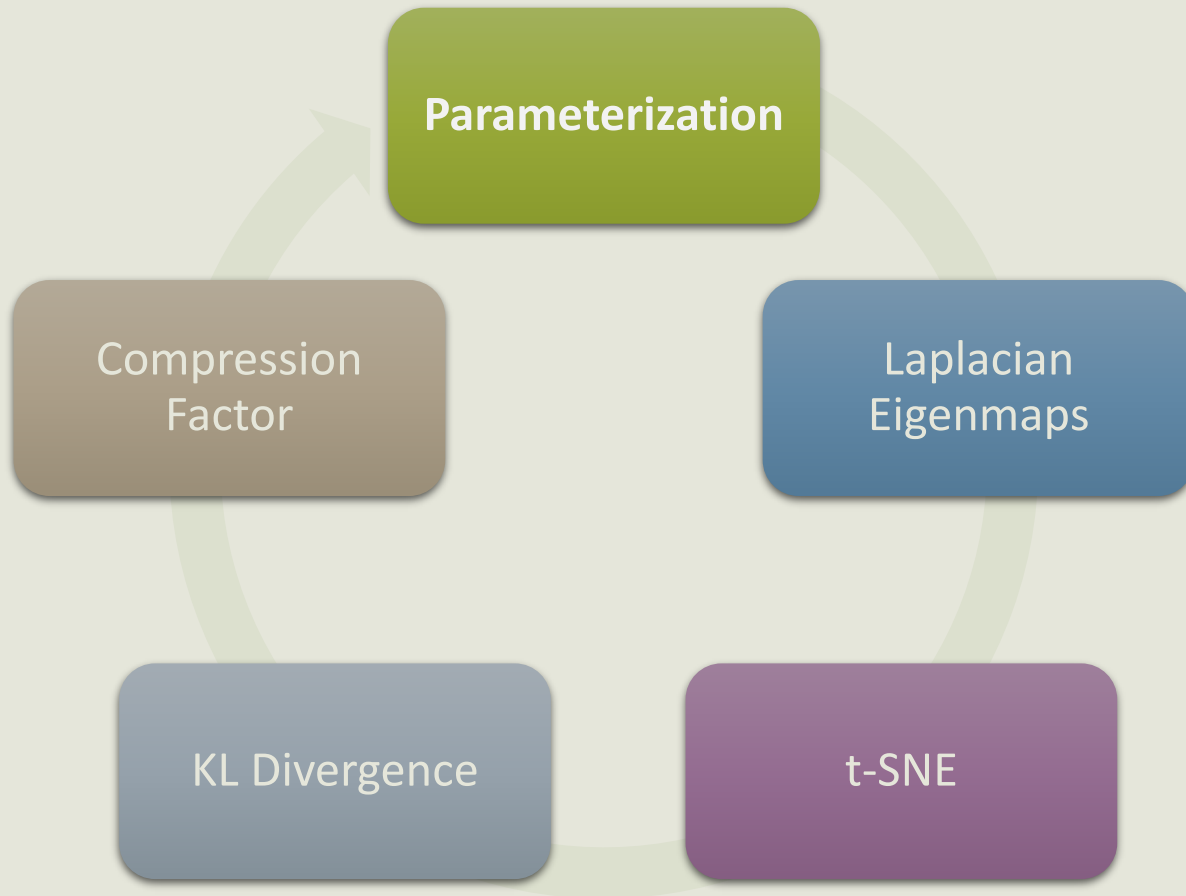 Parameterization
Compression
Factor
Laplacian
Eigenmaps
KL Divergence
t-SNE